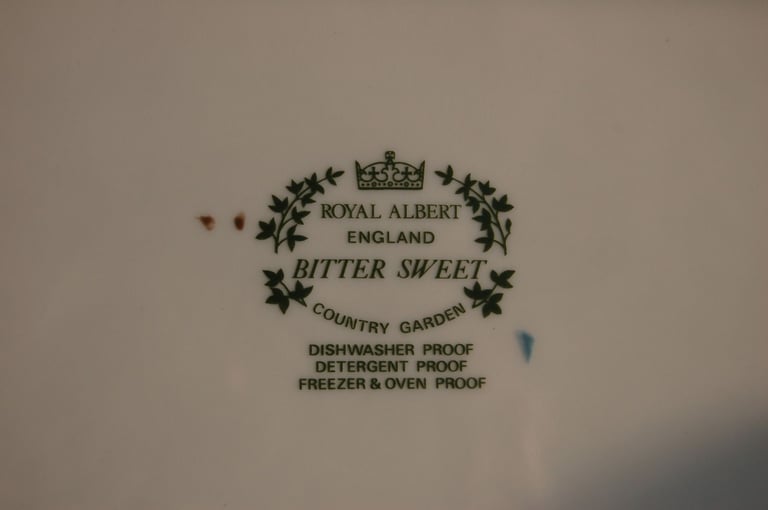 ROYAL ALBERT
ENGLAND
BITTER SWEET
COUNTRY GARDEN
DISHWASHER PROOF
DETERGENT PROOF
FREEZER & OVEN PROOF